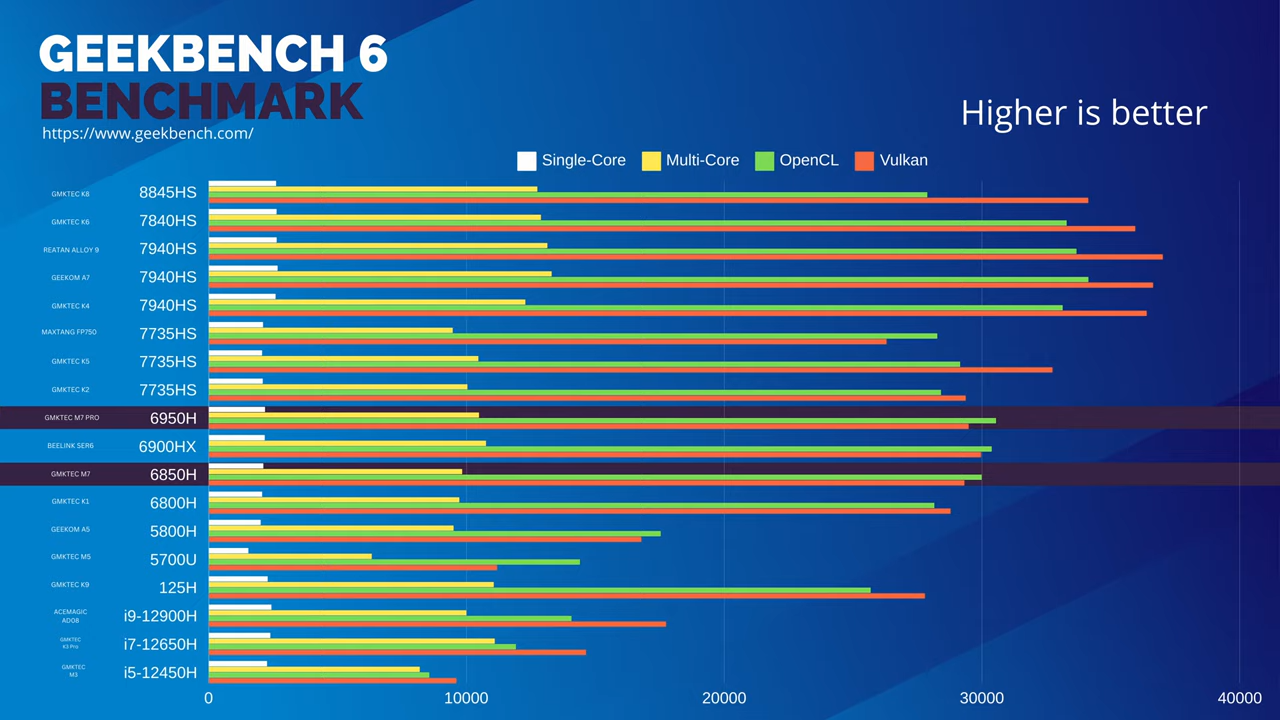 GEEKBENCH 6
BENCHMARK
https://www.geekbench.com/
Higher is better
Single-Core Multi-Core OpenCL Vulkan
GMKTEC K8 8845HS
GMKTEC K6 7840HS
REATAN ALLOY 9 7940HS
GEEKOM A7 7940HS
GMKTEC K4 7940HS
MAXTANG FP750 7735HS
GMKTEC K5 7735HS
GMKTEC K2 7735HS
GMKTEC M7 PRO 6950H
BEELINK SER6 6900HX
GMKTEC M7 6850H
GMKTEC K1 6800H
GEEKOM A5 5800H
GMKTEC M5 5700U
GMKTEC K9 125H
ACEMAGIC
AD08 i9-12900H
GMKTEC
K3 Pro i7-12650H
GMKTEC
M3 i5-12450H
0 10000 20000 30000 40000